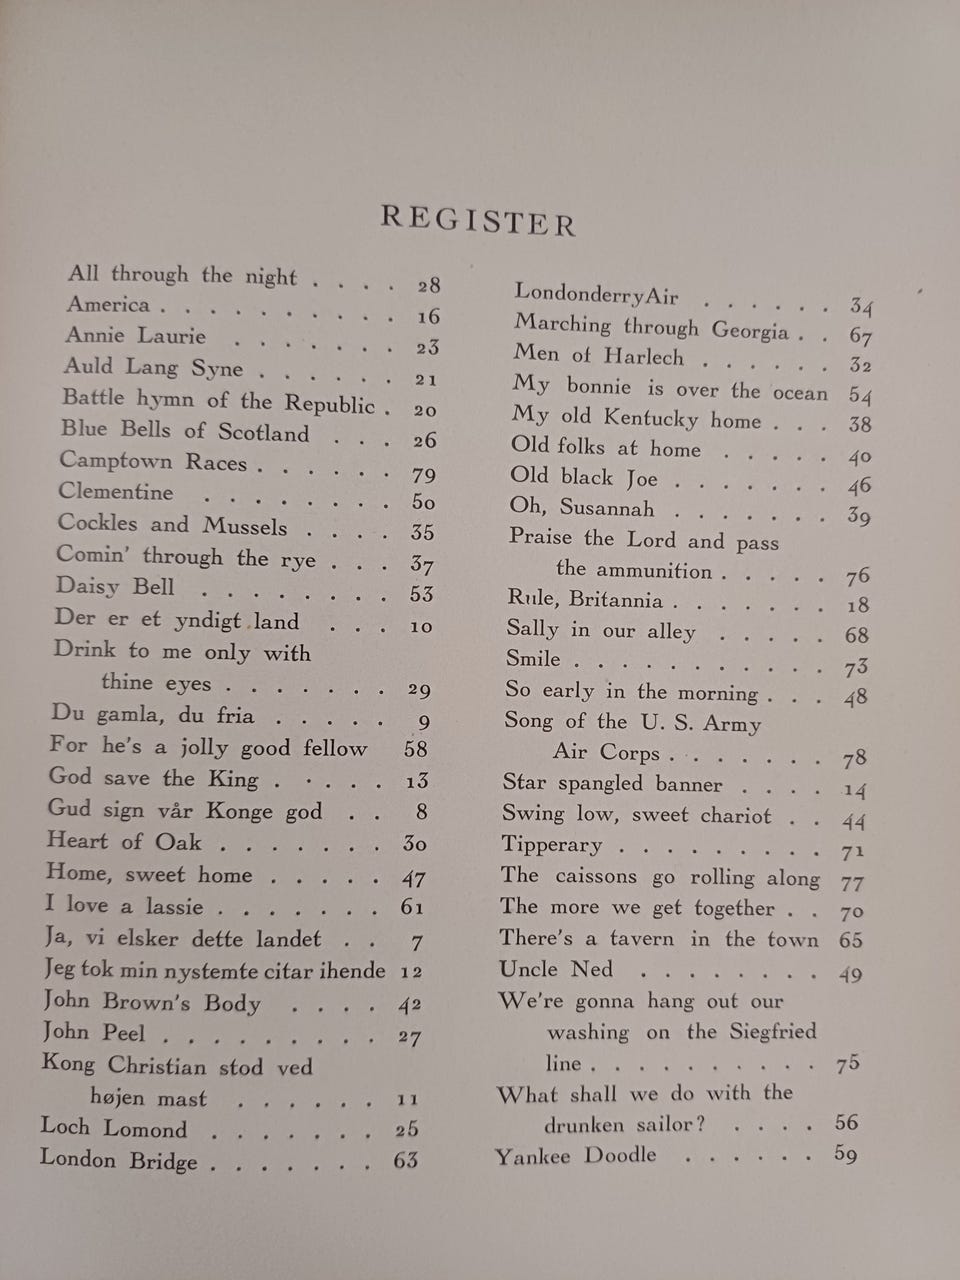 REGISTER
All through the night . . . . 28
America . . . . . . . . . . 16
Annie Laurie . . . . . . . 23
Auld Lang Syne . . . . . . 21
Battle hymn of the Republic . 20
Blue Bells of Scotland . . . 26
Camptown Races . . . . . . 79
Clementine . . . . . . . 50
Cockles and Mussels . . . . 35
Comin' through the rye . . . 37
Daisy Bell . . . . . . . . 53
Der er et yndigt land . . . 10
Drink to me only with
thine eyes . . . . . . . 29
Du gamla, du fria . . . . . 9
For he's a jolly good fellow 58
God save the King . . . . . 13
Gud sign vår Konge god . . 8
Heart of Oak . . . . . . . 30
Home, sweet home . . . . . 47
I love a lassie . . . . . . . 61
Ja, vi elsker dette landet . . 7
Jeg tok min nystemte citar ihende 12
John Brown's Body . . . . 42
John Peel . . . . . . . . . 27
Kong Christian stod ved
højen mast . . . . . . 11
Loch Lomond . . . . . . . 25
London Bridge . . . . . . . 63
LondonderryAir . . . . . . 34
Marching through Georgia . . 67
Men of Harlech . . . . . . 32
My bonnie is over the ocean 54
My old Kentucky home . . . 38
Old folks at home . . . . . 40
Old black Joe . . . . . . . 46
Oh, Susannah . . . . . . . 39
Praise the Lord and pass
the ammunition . . . . . 76
Rule, Britannia . . . . . . . 18
Sally in our alley . . . . . 68
Smile . . . . . . . . . . . 73
So early in the morning . . . 48
Song of the U. S. Army
Air Corps . . . . . . . 78
Star spangled banner . . . . 14
Swing low, sweet chariot . . 44
Tipperary . . . . . . . . . 71
The caissons go rolling along 77
The more we get together . . 70
There's a tavern in the town 65
Uncle Ned . . . . . . . . 49
We're gonna hang out our
washing on the Siegfried
line . . . . . . . . . . 75
What shall we do with the
drunken sailor? . . . . 56
Yankee Doodle . . . . . . 59